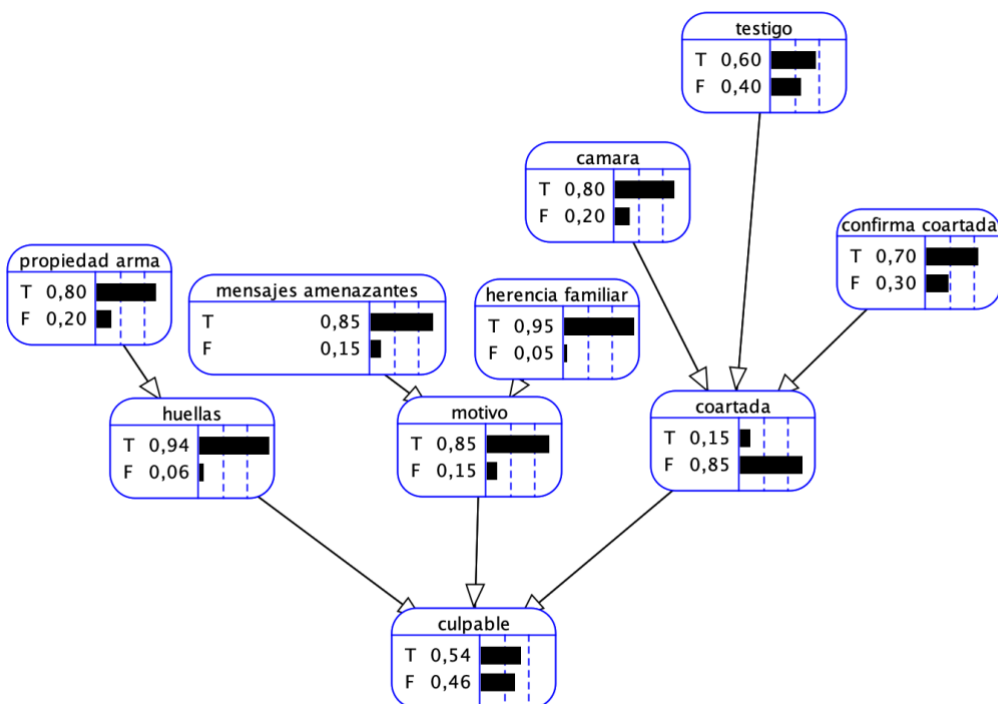 testigo
T 0,60
F 0,40
camara
T 0,80
F 0,20
confirma coartada
T 0,70
F 0,30
propiedad arma
T 0,80
F 0,20
mensajes amenazantes
T 0,85
F 0,15
herencia familiar
T 0,95
F 0,05
huellas
T 0,94
F 0,06
motivo
T 0,85
F 0,15
coartada
T 0,15
F 0,85
culpable
T 0,54
F 0,46